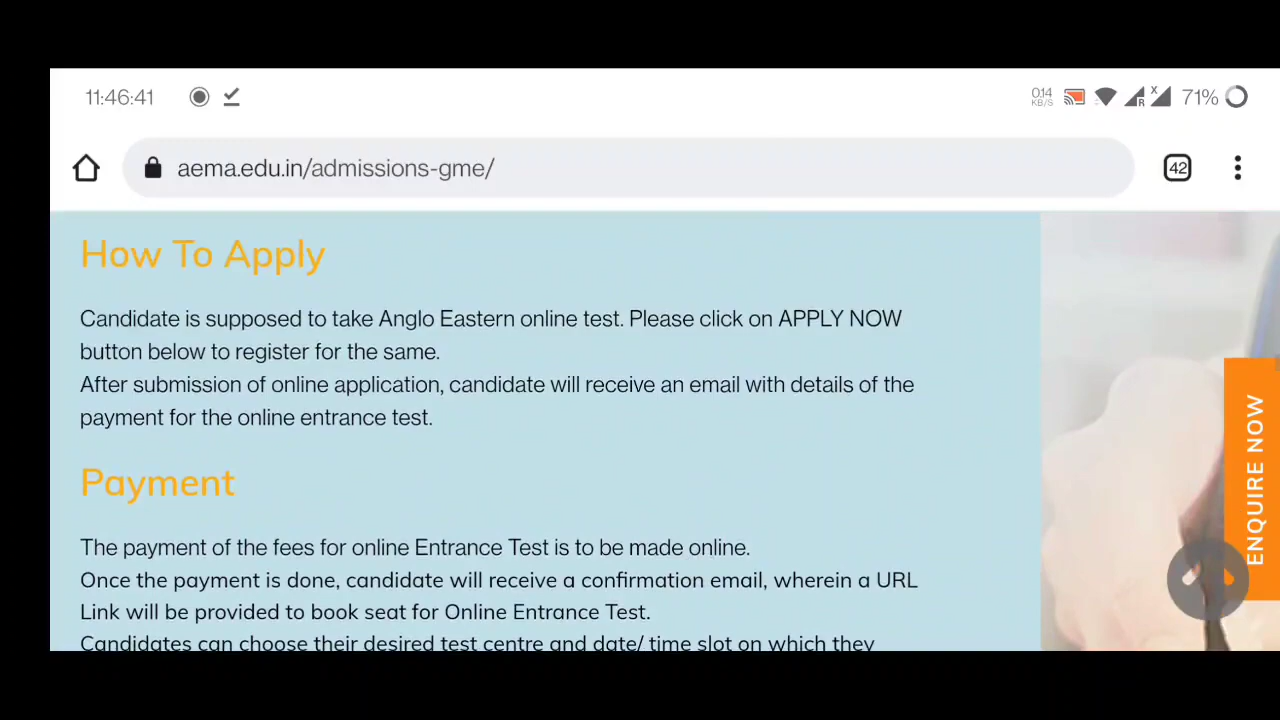 11:46:41
0.14
KB/S
R
X
71%
aema.edu.in/admissions-gme/
42
How To Apply
Candidate is supposed to take Anglo Eastern online test. Please click on APPLY NOW
button below to register for the same.
After submission of online application, candidate will receive an email with details of the
payment for the online entrance test.
ENQUIRE NOW
Payment
The payment of the fees for online Entrance Test is to be made online.
Once the payment is done, candidate will receive a confirmation email, wherein a URL
Link will be provided to book seat for Online Entrance Test.
Candidates can choose their desired test centre and date/ time slot on which they